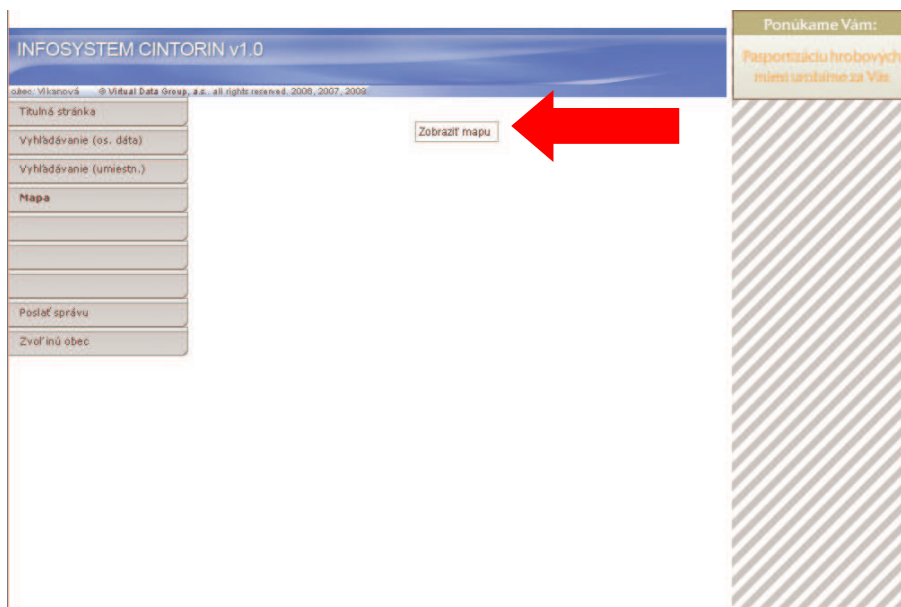 Ponúkame Vám:
INFOSYSTEM CINTORIN v1.0
Pasportizáciu hrobových
miest urobíme za Vás
obec: Vlkanová © Virtual Data Group, a.s.. all rights reserved. 2006, 2007, 2008
Titulná stránka
Zobraziť mapu
Vyhľadávanie (os. dáta)
Vyhľadávanie (umiestn.)
Mapa
Poslať správu
Zvoľ inú obec